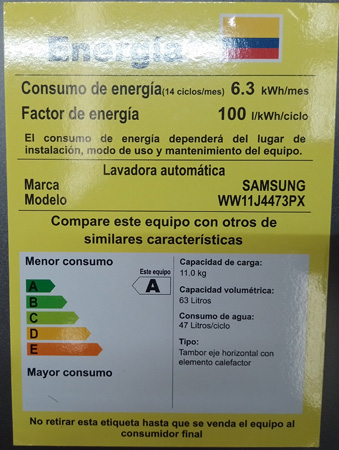 Energía
Consumo de energía(14 ciclos/mes) 6.3 kWh/mes
Factor de energía 100 l/kWh/ciclo
El consumo de energía dependerá del lugar de
instalación, modo de uso y mantenimiento del equipo.
Lavadora automática
Marca SAMSUNG
Modelo WW11J4473PX
Compare este equipo con otros de
similares características
Menor consumo
Este equipo
A
A
B
C
D
E
Mayor consumo
Capacidad de carga:
11.0 kg
Capacidad volumétrica:
63 Litros
Consumo de agua:
47 Litros/ciclo
Tipo:
Tambor eje horizontal con
elemento calefactor
No retirar esta etiqueta hasta que se venda el equipo al
consumidor final